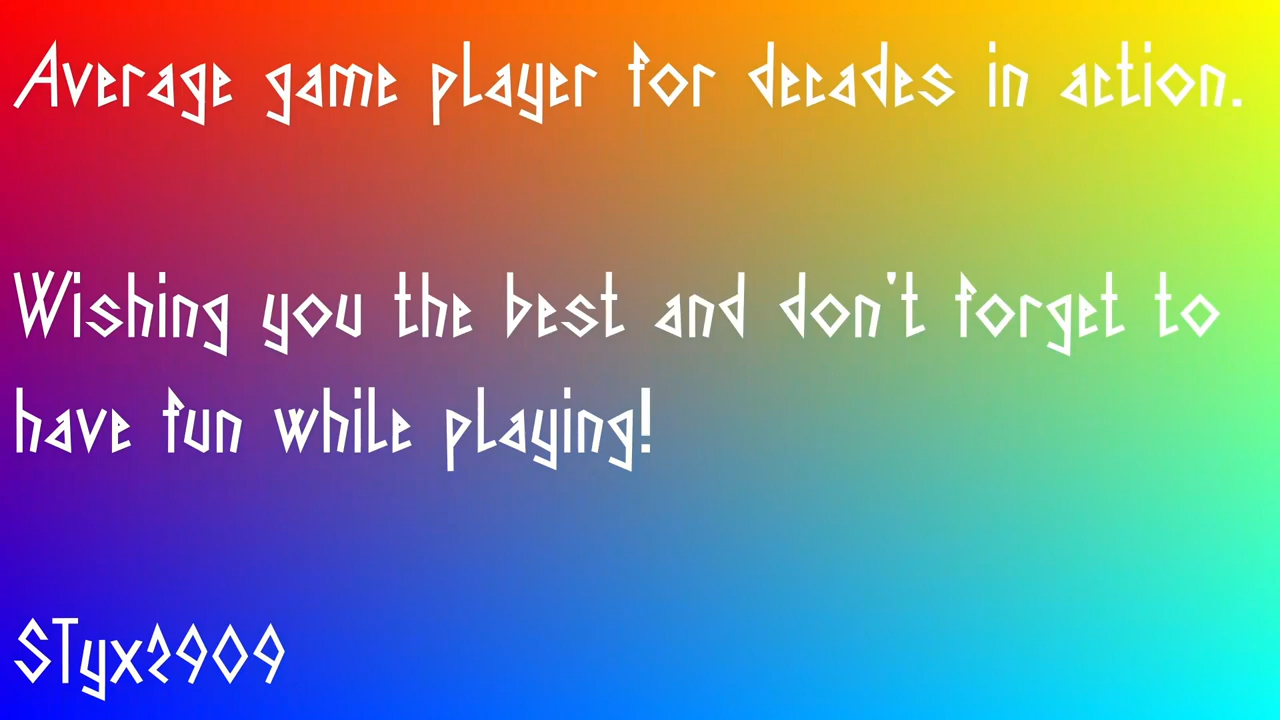 Average game player for decades in action.
Wishing you the best and don't forget to
have fun while playing!
STyx2909